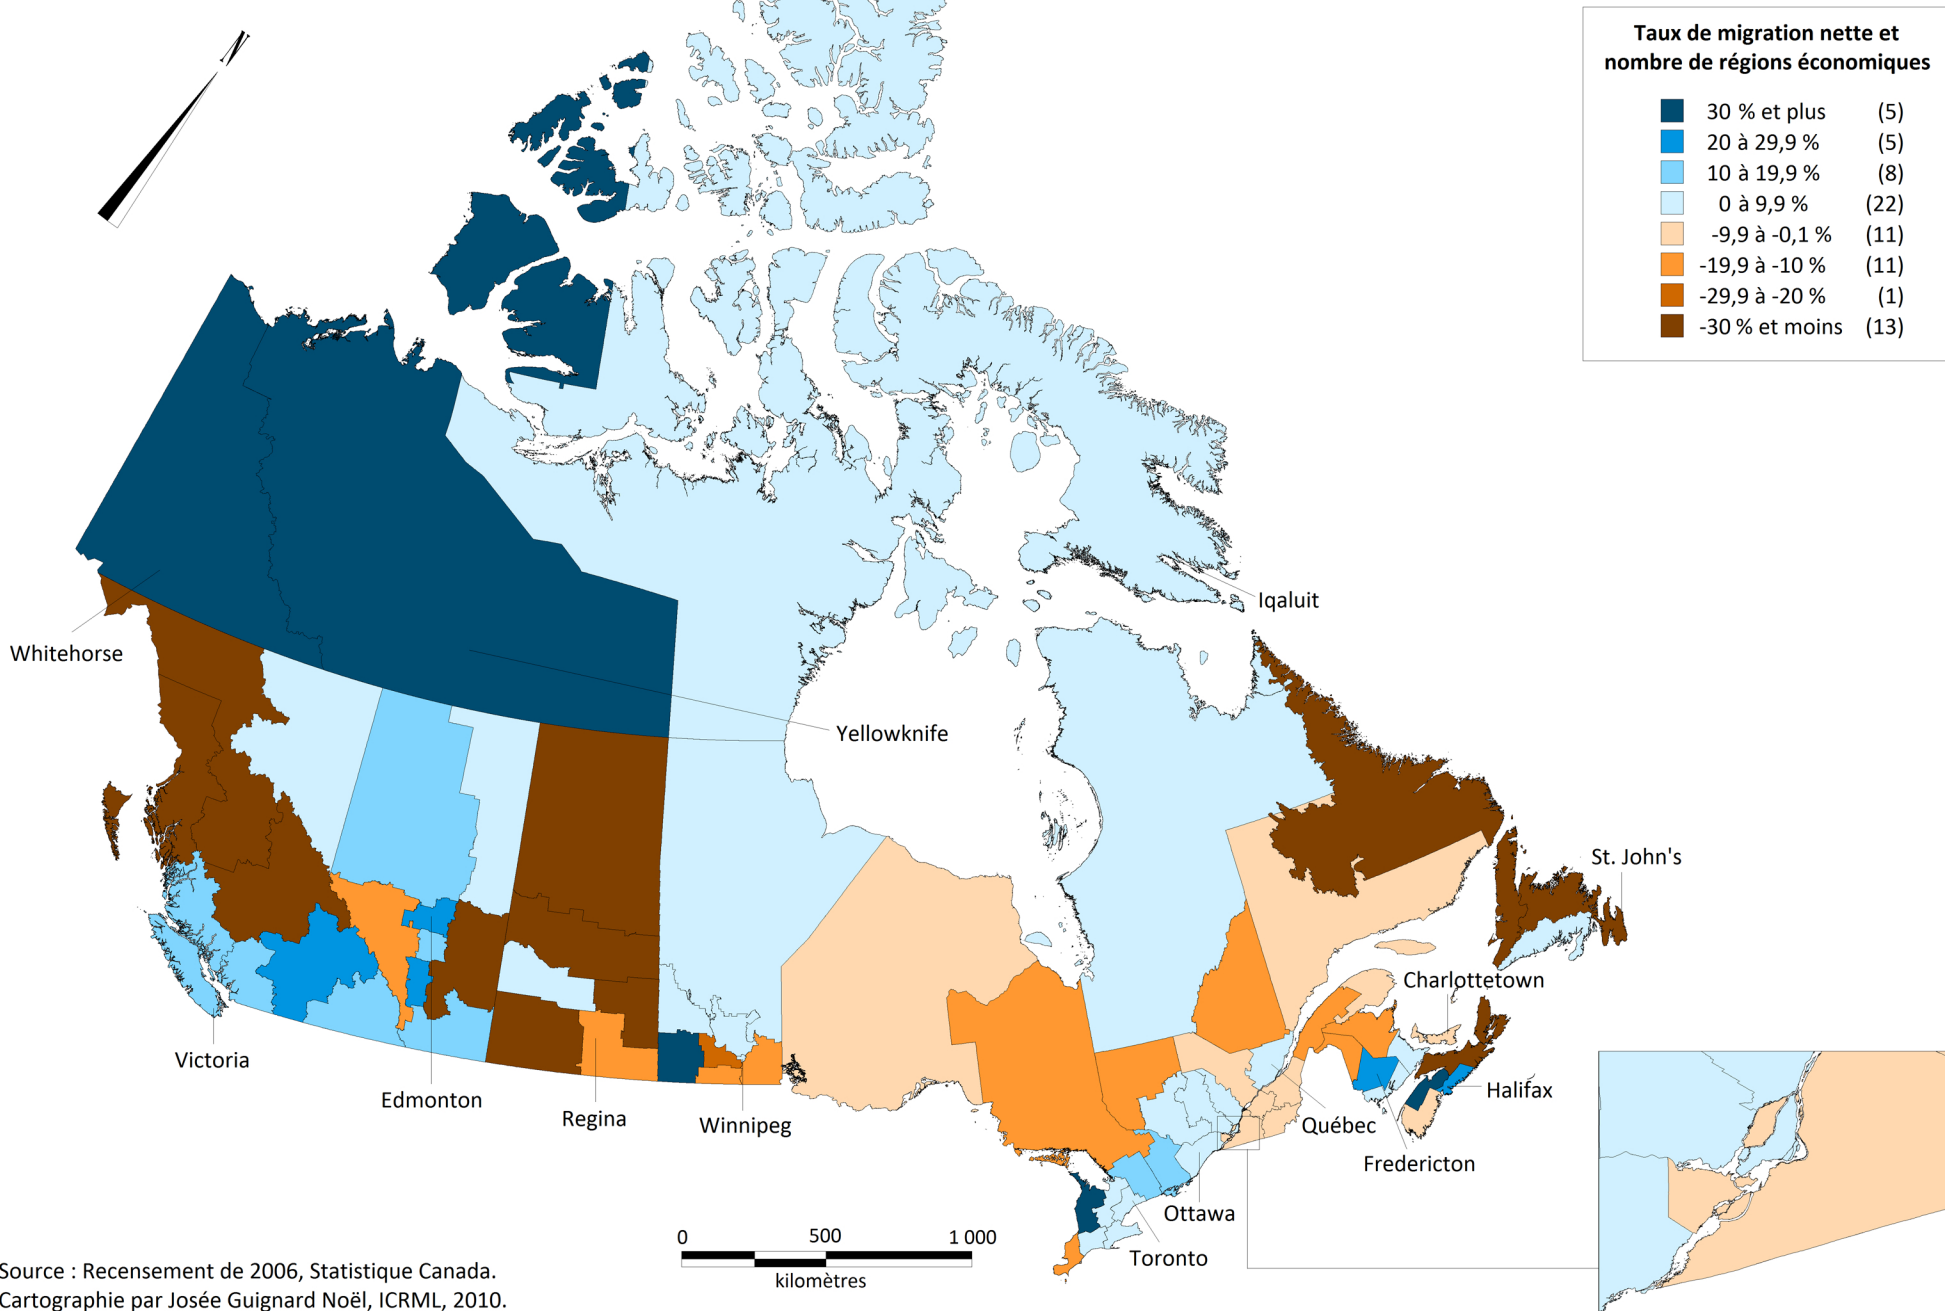 Taux de migration nette et
nombre de régions économiques
30 % et plus (5)
20 à 29,9 % (5)
10 à 19,9 % (8)
0 à 9,9 % (22)
-9,9 à -0,1 % (11)
-19,9 à -10 % (11)
-29,9 à -20 % (1)
-30 % et moins (13)
Iqaluit
Whitehorse
Yellowknife
St. John's
Charlottetown
Victoria
Edmonton
Regina
Winnipeg
Halifax
Québec
Fredericton
Ottawa
Toronto
0 500 1 000
kilomètres
Source : Recensement de 2006, Statistique Canada.
Cartographie par Josée Guignard Noël, ICRML, 2010.